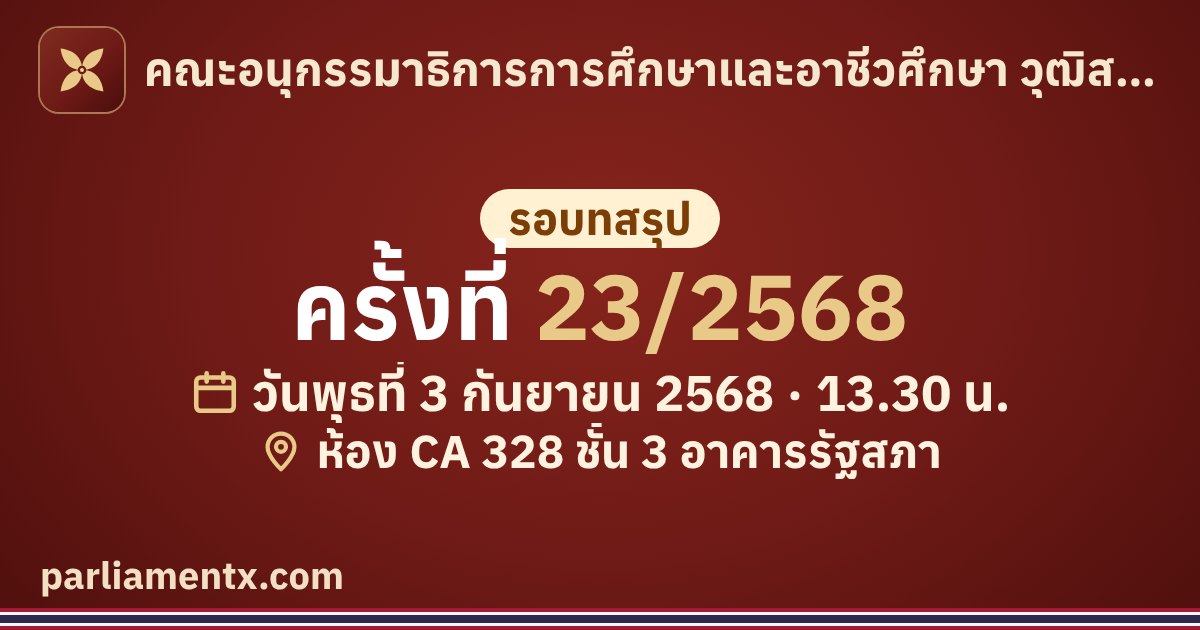 คณะอนุกรรมาธิการการศึกษาและอาชีวศึกษา วุฒิส...
รอบทสรุป
ครั้งที่ 23/2568
วันพุธที่ 3 กันยายน 2568 · 13.30 น.
ห้อง CA 328 ชั้น 3 อาคารรัฐสภา
parliamentx.com